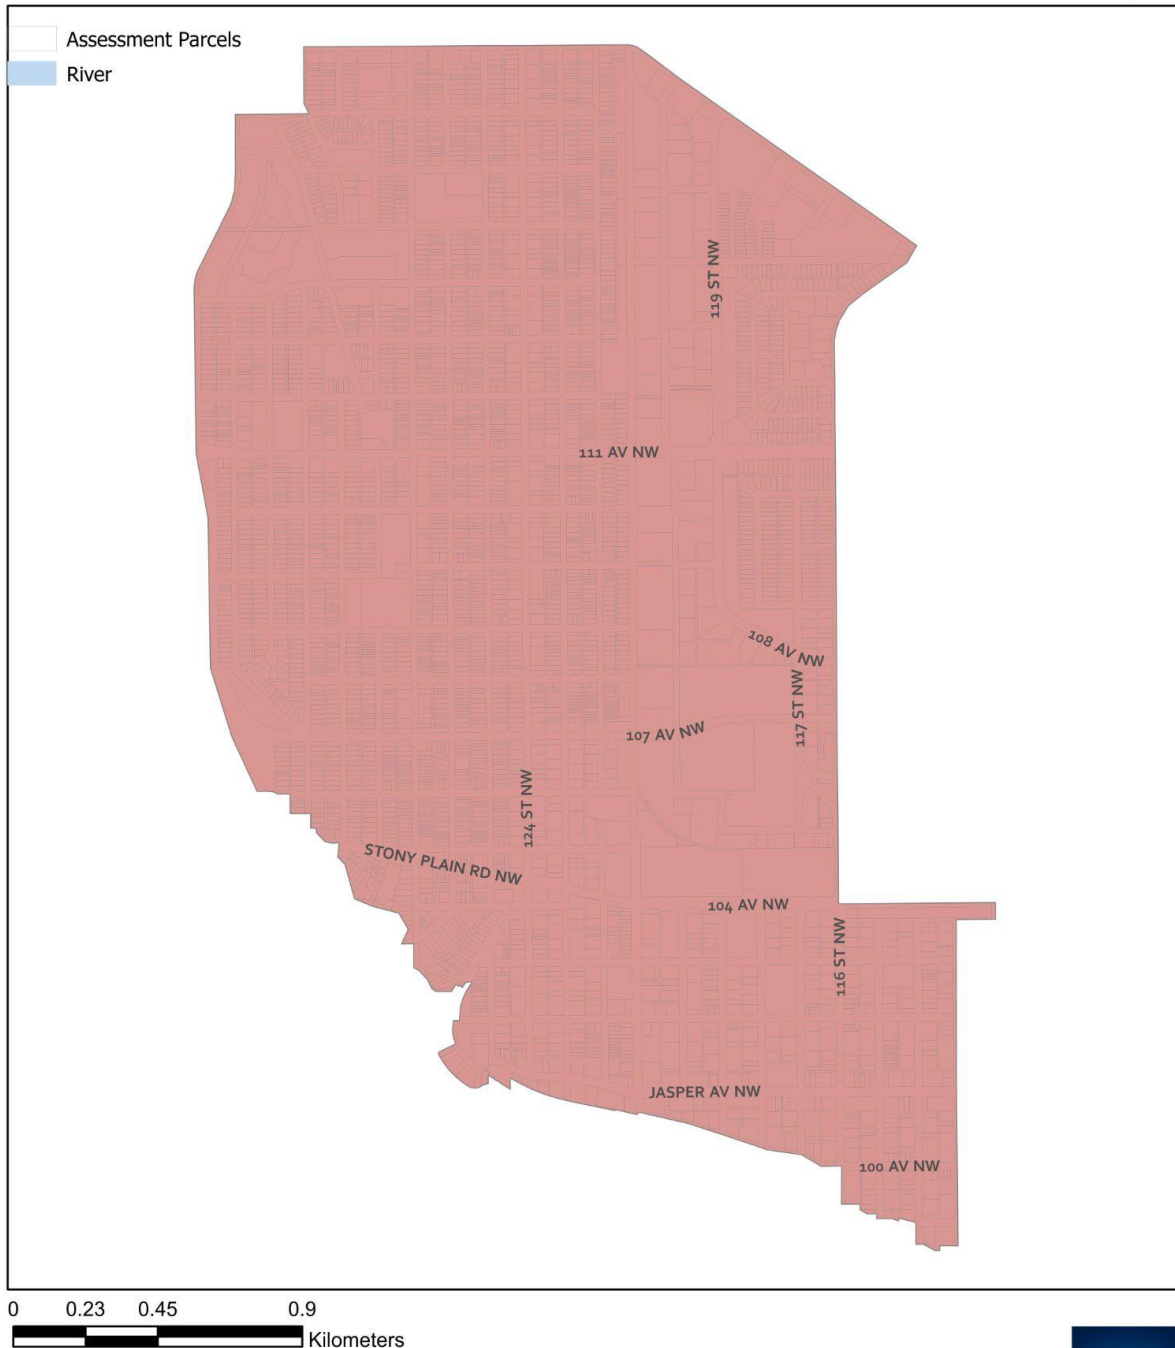 Assessment Parcels
River
119 ST NW
111 AV NW
108 AV NW
117 ST NW
107 AV NW
124 ST NW
STONY PLAIN RD NW
104 AV NW
116 ST NW
JASPER AV NW
100 AV NW
0 0.23 0.45 0.9
Kilometers